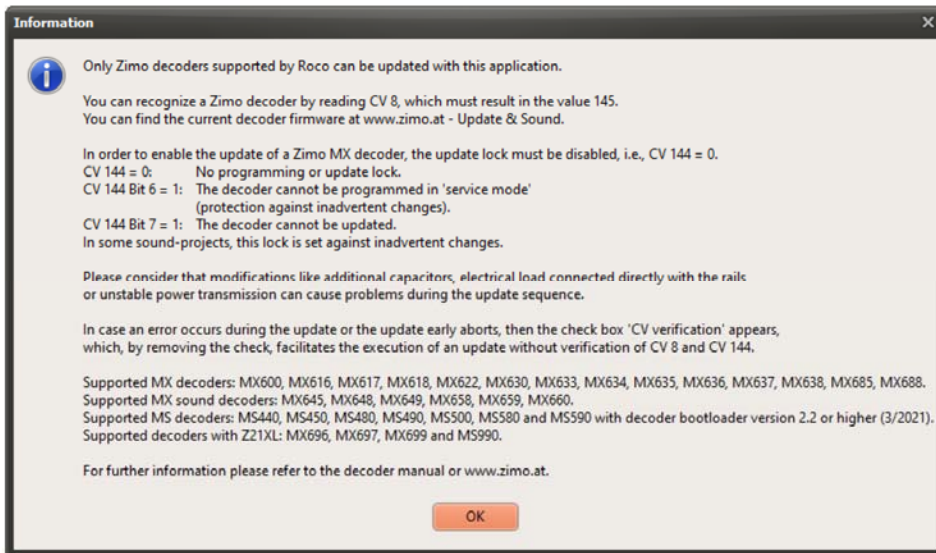 Information
Only Zimo decoders supported by Roco can be updated with this application.
You can recognize a Zimo decoder by reading CV 8, which must result in the value 145.
You can find the current decoder firmware at www.zimo.at - Update & Sound.
In order to enable the update of a Zimo MX decoder, the update lock must be disabled, i.e., CV 144 = 0.
CV 144 = 0: No programming or update lock.
CV 144 Bit 6 = 1: The decoder cannot be programmed in 'service mode'
(protection against inadvertent changes).
CV 144 Bit 7 = 1: The decoder cannot be updated.
In some sound-projects, this lock is set against inadvertent changes.
Please consider that modifications like additional capacitors, electrical load connected directly with the rails
or unstable power transmission can cause problems during the update sequence.
In case an error occurs during the update or the update early aborts, then the check box 'CV verification' appears,
which, by removing the check, facilitates the execution of an update without verification of CV 8 and CV 144.
Supported MX decoders: MX600, MX616, MX617, MX618, MX622, MX630, MX633, MX634, MX635, MX636, MX637, MX638, MX685, MX688.
Supported MX sound decoders: MX645, MX648, MX649, MX658, MX659, MX660.
Supported MS decoders: MS440, MS450, MS480, MS490, MS500, MS580 and MS590 with decoder bootloader version 2.2 or higher (3/2021).
Supported decoders with Z21XL: MX696, MX697, MX699 and MS990.
For further information please refer to the decoder manual or www.zimo.at.
OK